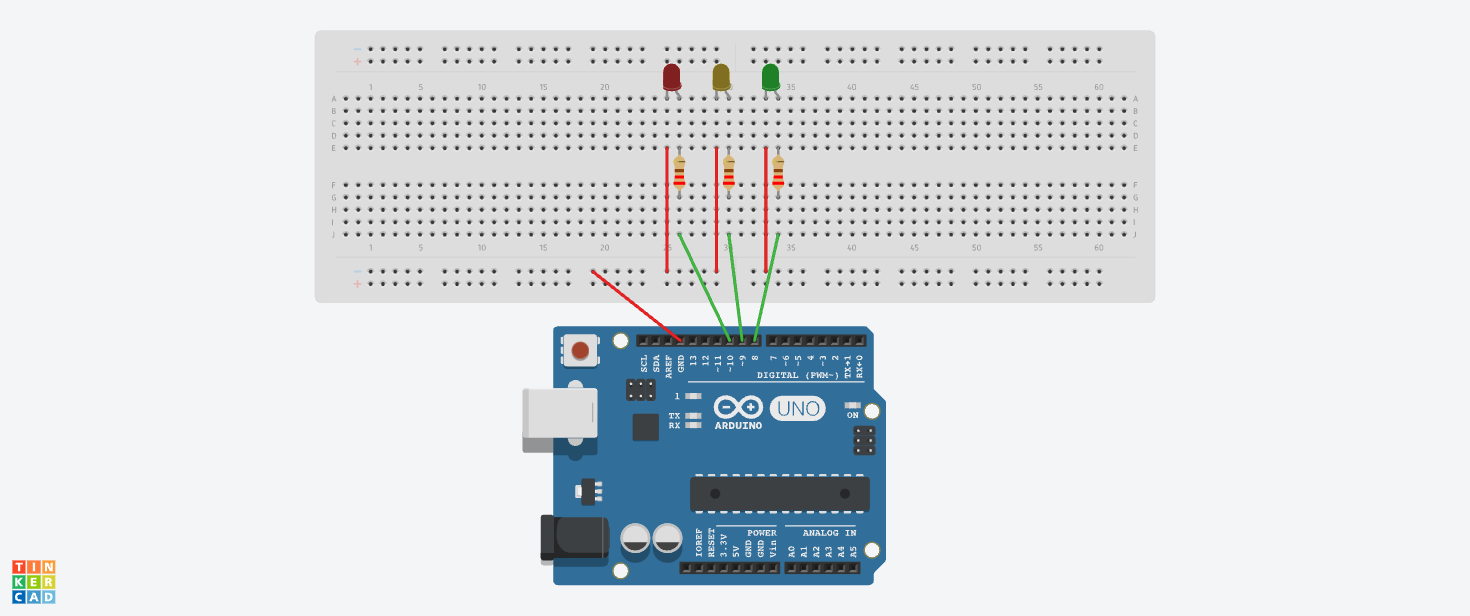 − −
+ +
1 5 10 15 20 30 35 40 45 50 55 60
A A
B B
C C
D D
E E
F F
G G
H H
I I
J J
1 5 10 15 20 25 30 35 40 45 50 55 60
− −
+ +
SCL SDA AREF GND 13 12 ~11 ~10 ~9 8 7 ~6 ~5 4 ~3 2 TX→1 RX←0
DIGITAL (PWM~)
1
TX
RX
UNO
ARDUINO
ON
POWER ANALOG IN
IOREF RESET 3.3V 5V GND GND Vin A0 A1 A2 A3 A4 A5
TIN
KER
CAD